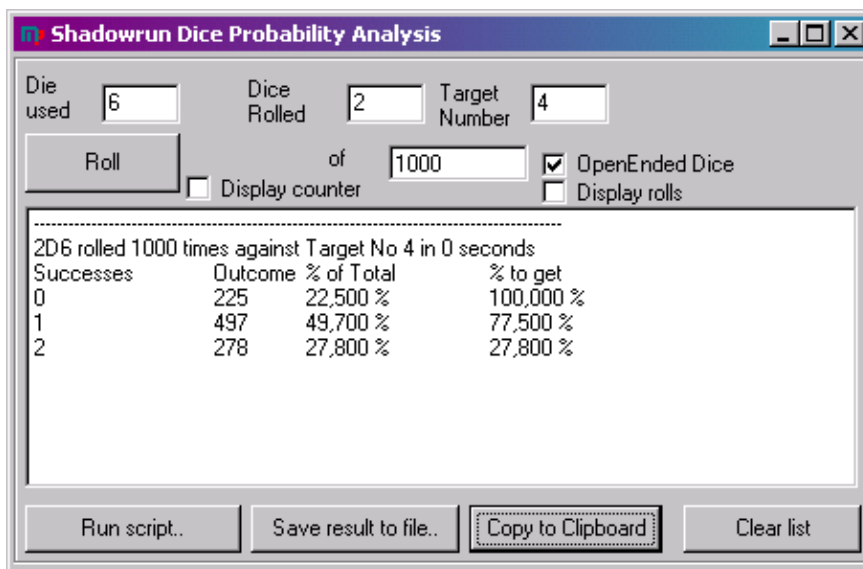 Shadowrun Dice Probability Analysis
Die used 6 Dice Rolled 2 Target Number 4
Roll of 1000 OpenEnded Dice
Display counter Display rolls
--------------------------------------------------------------------------------
2D6 rolled 1000 times against Target No 4 in 0 seconds
Successes Outcome % of Total % to get
0 225 22,500 % 100,000 %
1 497 49,700 % 77,500 %
2 278 27,800 % 27,800 %
Run script.. Save result to file.. Copy to Clipboard Clear list